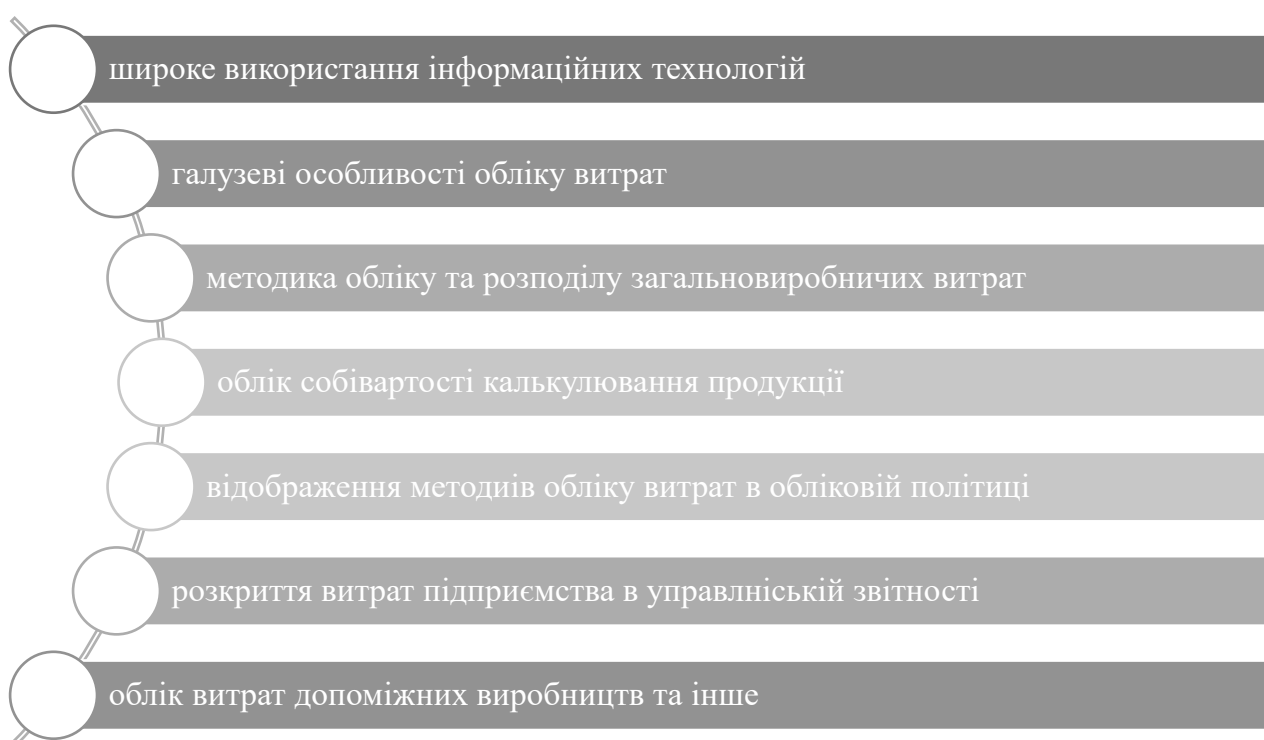 широке використання інформаційних технологій
галузеві особливості обліку витрат
методика обліку та розподілу загальновиробничих витрат
облік собівартості калькулювання продукції
відображення методиів обліку витрат в обліковій політиці
розкриття витрат підприємства в управлніській звітності
облік витрат допоміжних виробництв та інше